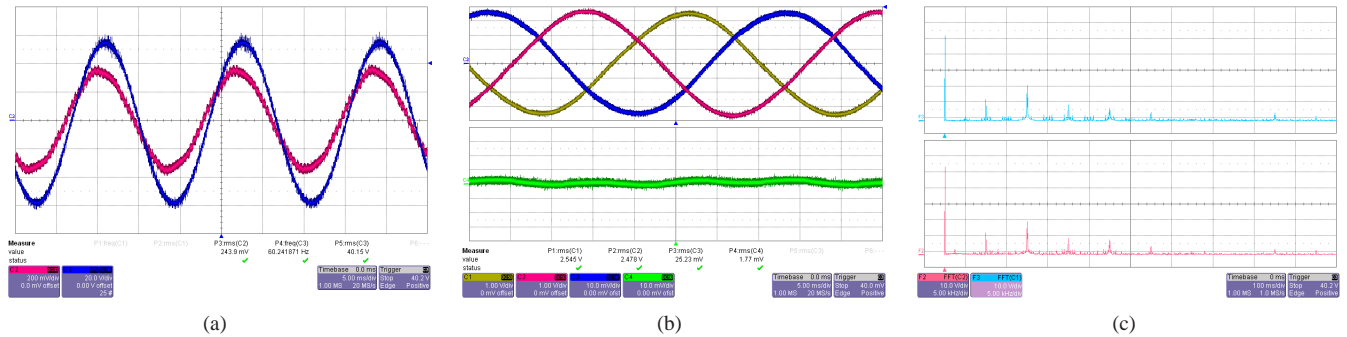 Measure P1:freq(C1) P2:rms(C1) P3:rms(C2) P4:freq(C3) P5:rms(C3) P6:- - -
value 243.9 mV 60.241871 Hz 40.15 V
status
C2
200 mV/div
0.0 mV offset
20.0 V/div
0.00 V offset
25 #
Timebase 0.0 ms
5.00 ms/div
1.00 MS 20 MS/s
Trigger
Stop 40.2 V
Edge Positive
(a)
Measure P1:rms(C1) P2:rms(C2) P3:rms(C3) P4:rms(C4)
value 2.545 V 2.478 V 25.23 mV 1.77 mV
status
C1
1.00 V/div
0 mV offset
C2
1.00 V/div
0 mV offset
10.0 mV/div
0.00 mV ofst
C4
10.0 mV/div
0.00 mV ofst
Timebase 0.0 ms
5.00 ms/div
1.00 MS 20 MS/s
Trigger
Stop 40.0 mV
Edge Positive
(b)
F2 FFT(C2)
10.0 V/div
5.00 kHz/div
F3 FFT(C1)
10.0 V/div
5.00 kHz/div
Timebase 0 ms
100 ms/div
1.00 MS 1.0 MS/s
Trigger
Stop 40.2 V
Edge Positive
(c)